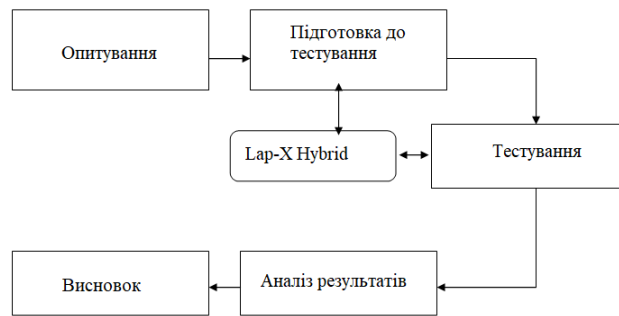 Опитування
Підготовка до
тестування
Lap-X Hybrid
Тестування
Аналіз результатів
Висновок